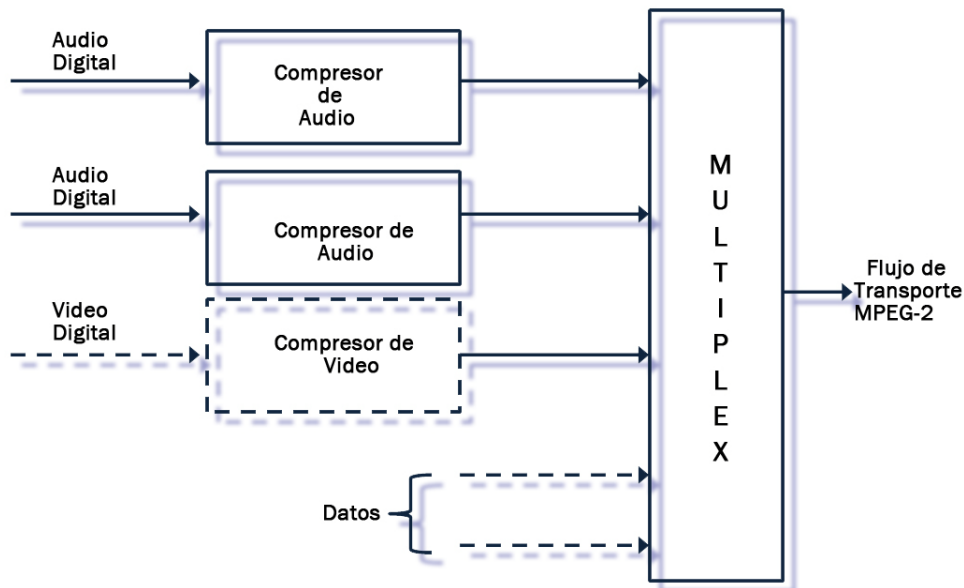 Audio
Digital
Compresor
de
Audio
Audio
Digital
Compresor de
Audio
Video
Digital
Compresor de
Video
Datos
M
U
L
T
I
P
L
E
X
Flujo de
Transporte
MPEG-2